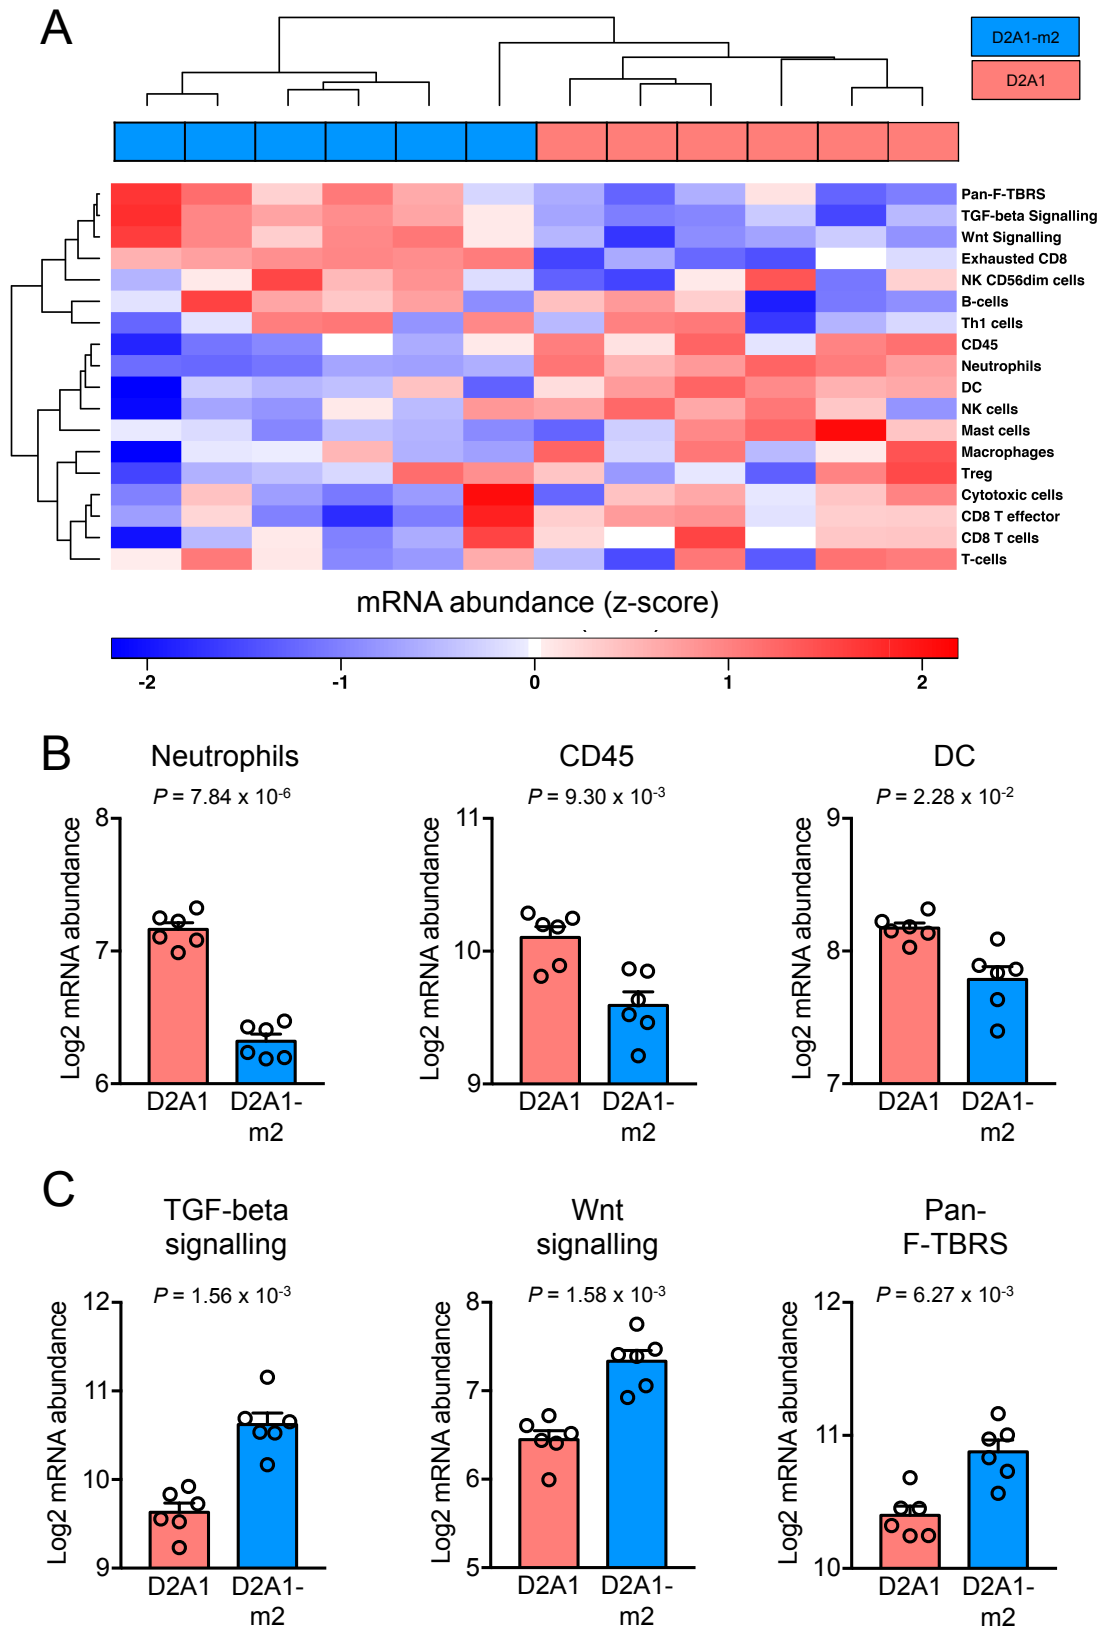 A
D2A1-m2
D2A1
Pan-F-TBRS
TGF-beta Signalling
Wnt Signalling
Exhausted CD8
NK CD56dim cells
B-cells
Th1 cells
CD45
Neutrophils
DC
NK cells
Mast cells
Macrophages
Treg
Cytotoxic cells
CD8 T effector
CD8 T cells
T-cells
mRNA abundance (z-score)
-2 -1 0 1 2
B
Neutrophils
P = 7.84 x 10-6
Log2 mRNA abundance
8
7
6
D2A1 D2A1-
m2
CD45
P = 9.30 x 10-3
Log2 mRNA abundance
11
10
9
D2A1 D2A1-
m2
DC
P = 2.28 x 10-2
Log2 mRNA abundance
9
8
7
D2A1 D2A1-
m2
C
TGF-beta
signalling
P = 1.56 x 10-3
Log2 mRNA abundance
12
11
10
9
D2A1 D2A1-
m2
Wnt
signalling
P = 1.58 x 10-3
Log2 mRNA abundance
8
7
6
5
D2A1 D2A1-
m2
Pan-
F-TBRS
P = 6.27 x 10-3
Log2 mRNA abundance
12
11
10
D2A1 D2A1-
m2